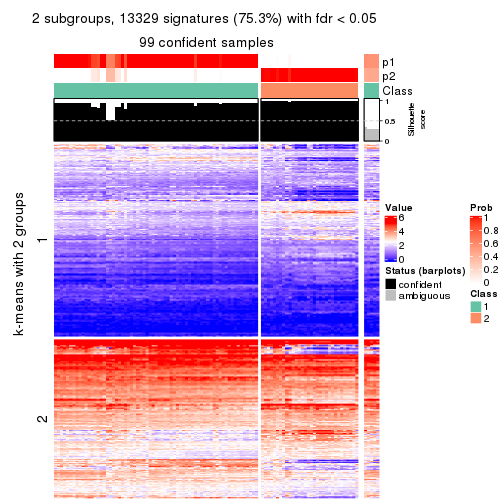 2 subgroups, 13329 signatures (75.3%) with fdr < 0.05
99 confident samples
p1
p2
Class
1
0.5
0
Silhouette
score
k-means with 2 groups
1
2
Value
6
4
2
0
Status (barplots)
confident
ambiguous
Prob
1
0.8
0.6
0.4
0.2
0
Class
1
2